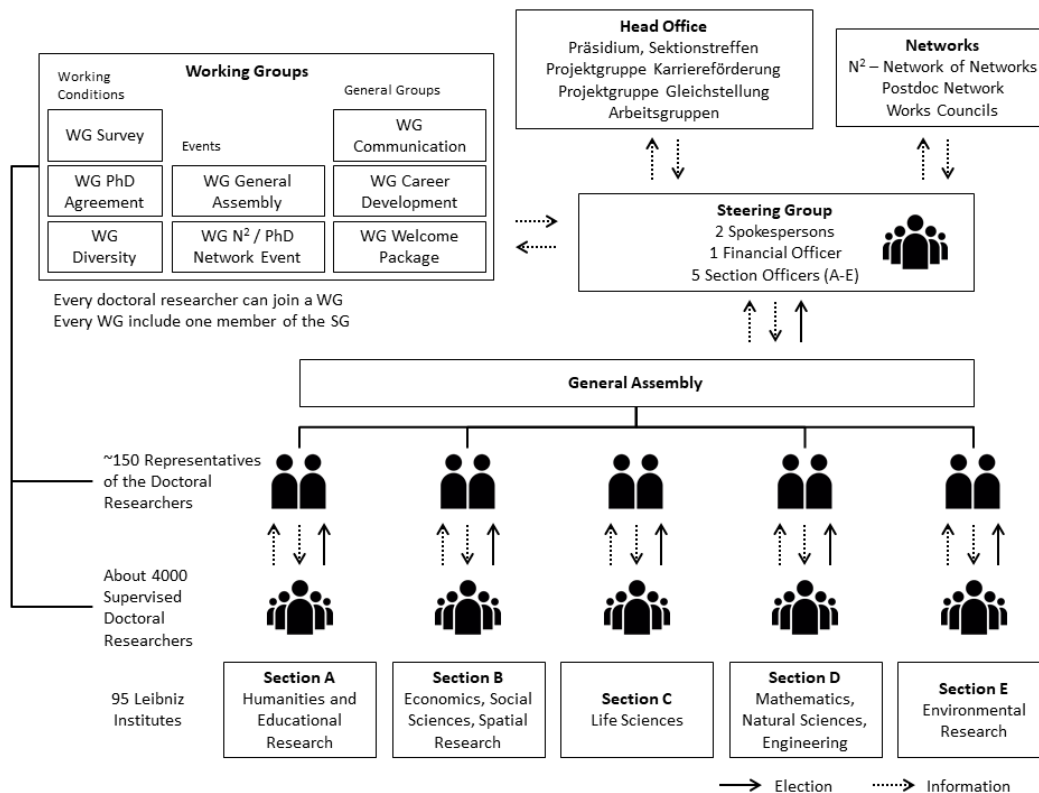 Head Office
Präsidium, Sektionstreffen
Projektgruppe Karriereförderung
Projektgruppe Gleichstellung
Arbeitsgruppen
Networks
N² – Network of Networks
Postdoc Network
Works Councils
Working Groups
Working
Conditions
WG Survey
WG PhD
Agreement
WG
Diversity
Events
WG General
Assembly
WG N² / PhD
Network Event
General Groups
WG
Communication
WG Career
Development
WG Welcome
Package
Every doctoral researcher can join a WG
Every WG include one member of the SG
Steering Group
2 Spokespersons
1 Financial Officer
5 Section Officers (A-E)
General Assembly
~150 Representatives
of the Doctoral
Researchers
About 4000
Supervised
Doctoral
Researchers
95 Leibniz
Institutes
Section A
Humanities and
Educational
Research
Section B
Economics, Social
Sciences, Spatial
Research
Section C
Life Sciences
Section D
Mathematics,
Natural Sciences,
Engineering
Section E
Environmental
Research
Election
Information